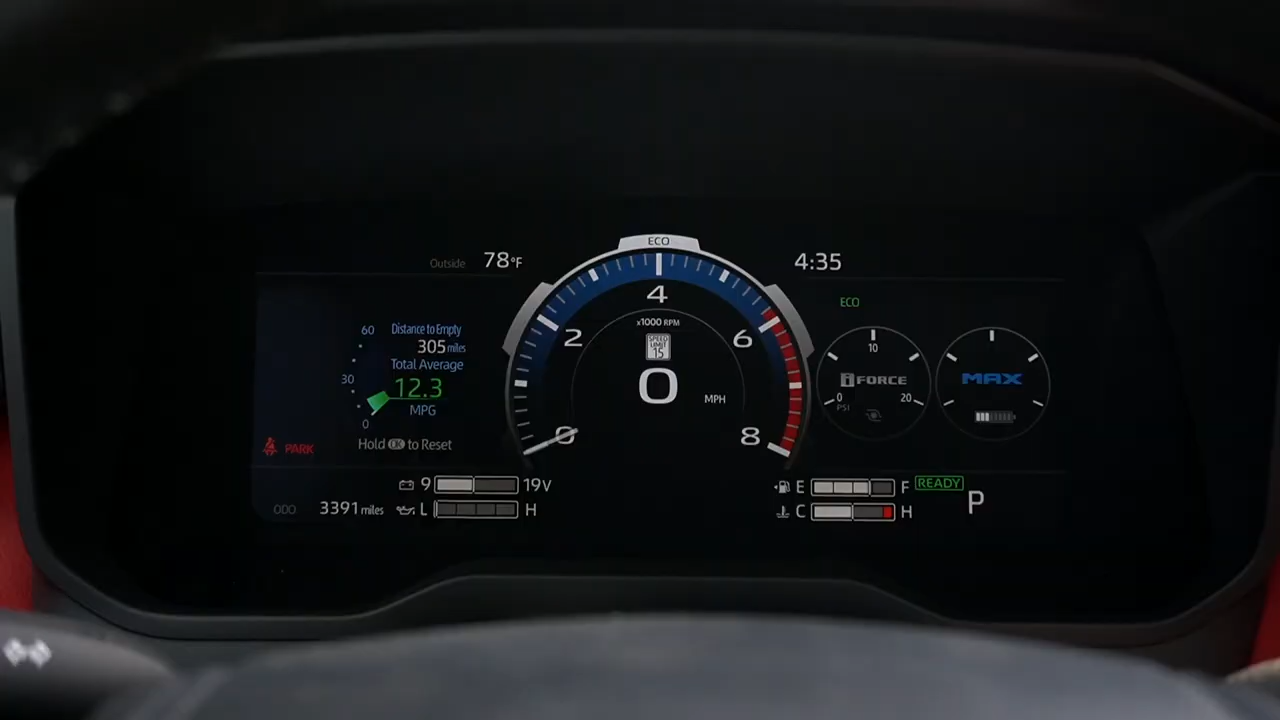 ECO
Outside 78°F
4:35
ECO
60
Distance to Empty
305 miles
Total Average
30
12.3
MPG
0
Hold OK to Reset
PARK
4
x1000 RPM
2
6
SPEED
LIMIT
15
0 MPH
0
8
10
i FORCE
0
PSI
20
MAX
9 19V
ODO 3391 miles
L H
E F
READY
P
C H